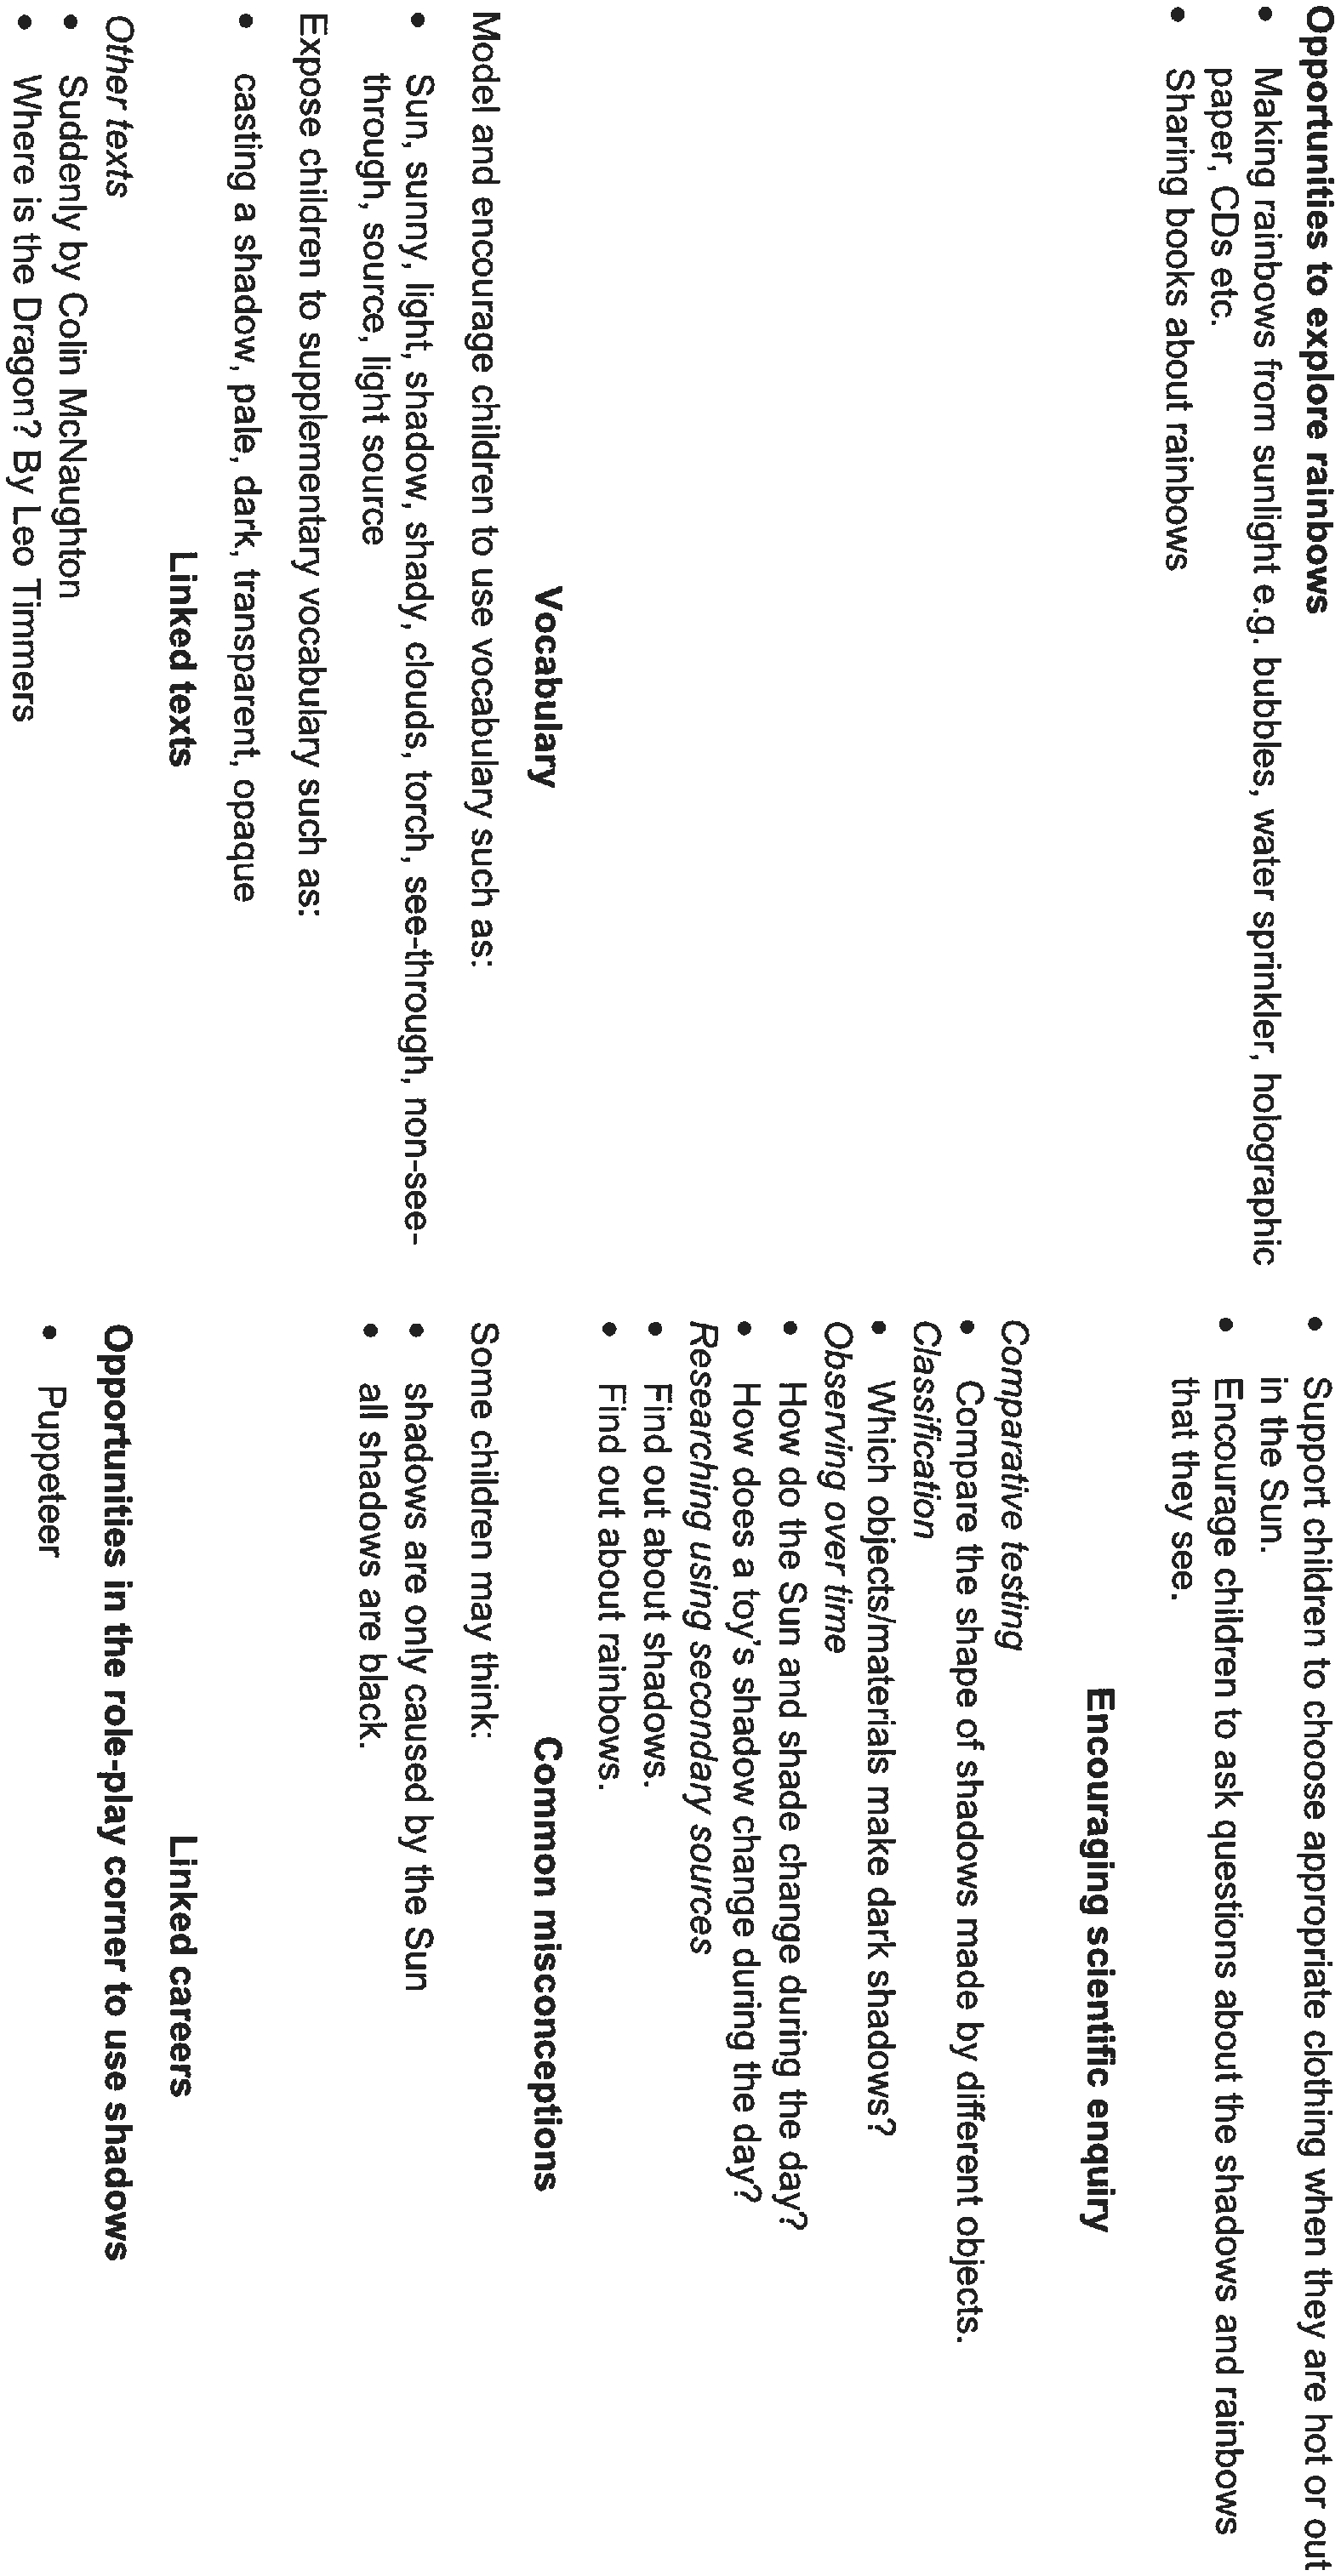 Opportunities to explore rainbows
• Making rainbows from sunlight e.g. bubbles, water sprinkler, holographic
paper, CDs etc.
• Sharing books about rainbows
• Support children to choose appropriate clothing when they are hot or out
in the Sun.
• Encourage children to ask questions about the shadows and rainbows
that they see.
Encouraging scientific enquiry
Comparative testing
• Compare the shape of shadows made by different objects.
Classification
• Which objects/materials make dark shadows?
Observing over time
• How do the Sun and shade change during the day?
• How does a toy's shadow change during the day?
Researching using secondary sources
• Find out about shadows.
• Find out about rainbows.
Vocabulary
Model and encourage children to use vocabulary such as:
• Sun, sunny, light, shadow, shady, clouds, torch, see-through, non-see-
through, source, light source
Expose children to supplementary vocabulary such as:
• casting a shadow, pale, dark, transparent, opaque
Common misconceptions
Some children may think:
• shadows are only caused by the Sun
• all shadows are black.
Linked texts
Other texts
• Suddenly by Colin McNaughton
• Where is the Dragon? By Leo Timmers
Linked careers
Opportunities in the role-play corner to use shadows
• Puppeteer